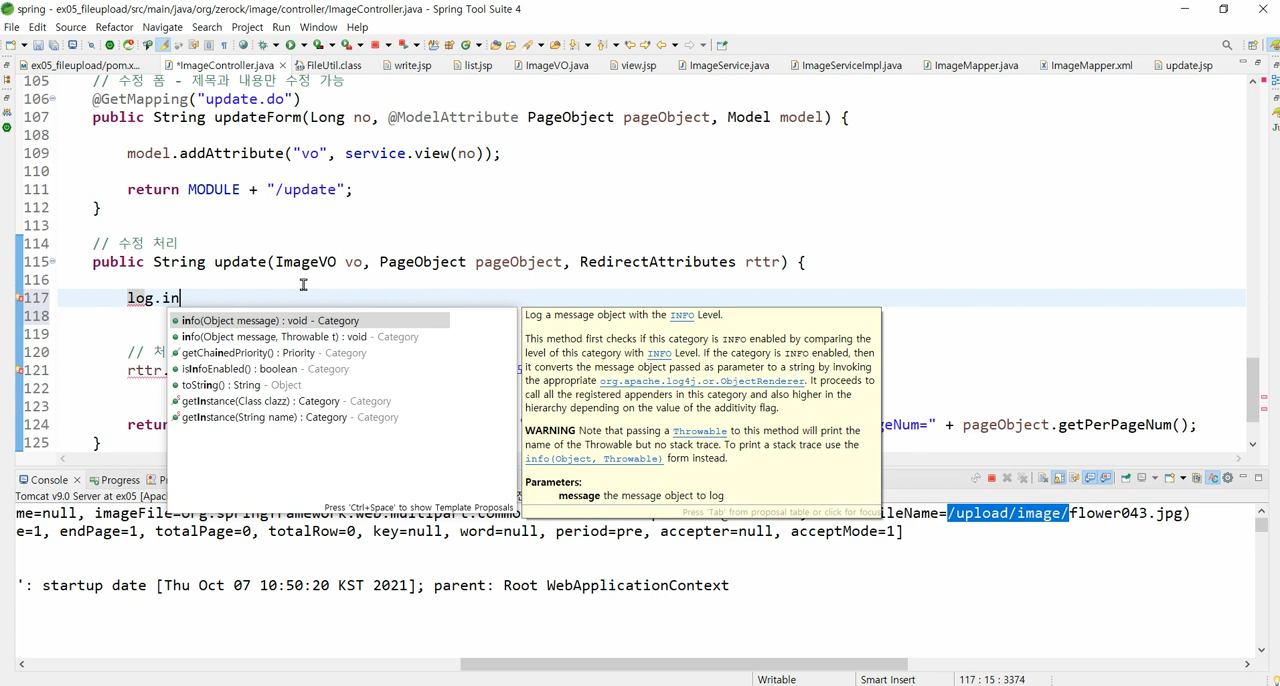 spring - ex05_fileupload/src/main/java/org/zerock/image/controller/ImageController.java - Spring Tool Suite 4
File Edit Source Refactor Navigate Search Project Run Window Help
ex05_fileupload/pom.x... *ImageController.java FileUtil.class write.jsp list.jsp ImageVO.java view.jsp ImageService.java ImageServiceImpl.java ImageMapper.java ImageMapper.xml update.jsp
105 // 수정 폼 - 제목과 내용만 수정 가능
106 @GetMapping("update.do")
107 public String updateForm(Long no, @ModelAttribute PageObject pageObject, Model model) {
108
109 model.addAttribute("vo", service.view(no));
110
111 return MODULE + "/update";
112 }
113
114 // 수정 처리
115 public String update(ImageVO vo, PageObject pageObject, RedirectAttributes rttr) {
116
117 log.in
118
119
120 // 처
121 rttr.
122
123
124 retur eNum=" + pageObject.getPerPageNum();
125 }
info(Object message) : void - Category
info(Object message, Throwable t) : void - Category
getChainedPriority() : Priority - Category
isInfoEnabled() : boolean - Category
toString() : String - Object
getInstance(Class clazz) : Category - Category
getInstance(String name) : Category - Category
Press 'Ctrl+Space' to show Template Proposals
Log a message object with the INFO Level.
This method first checks if this category is INFO enabled by comparing the
level of this category with INFO Level. If the category is INFO enabled, then
it converts the message object passed as parameter to a string by invoking
the appropriate org.apache.log4j.or.ObjectRenderer. It proceeds to
call all the registered appenders in this category and also higher in the
hierarchy depending on the value of the additivity flag.
WARNING Note that passing a Throwable to this method will print the
name of the Throwable but no stack trace. To print a stack trace use the
info(Object, Throwable) form instead.
Parameters:
message the message object to log
Press 'Tab' from proposal table or click for focus
Console Progress P
Tomcat v9.0 Server at ex05 [Apac
me=null, imageFile=org.springframework.web.multipart.commo ileName=/upload/image/flower043.jpg)
e=1, endPage=1, totalPage=0, totalRow=0, key=null, word=null, period=pre, accepter=null, acceptMode=1]
': startup date [Thu Oct 07 10:50:20 KST 2021]; parent: Root WebApplicationContext
Writable Smart Insert 117 : 15 : 3374